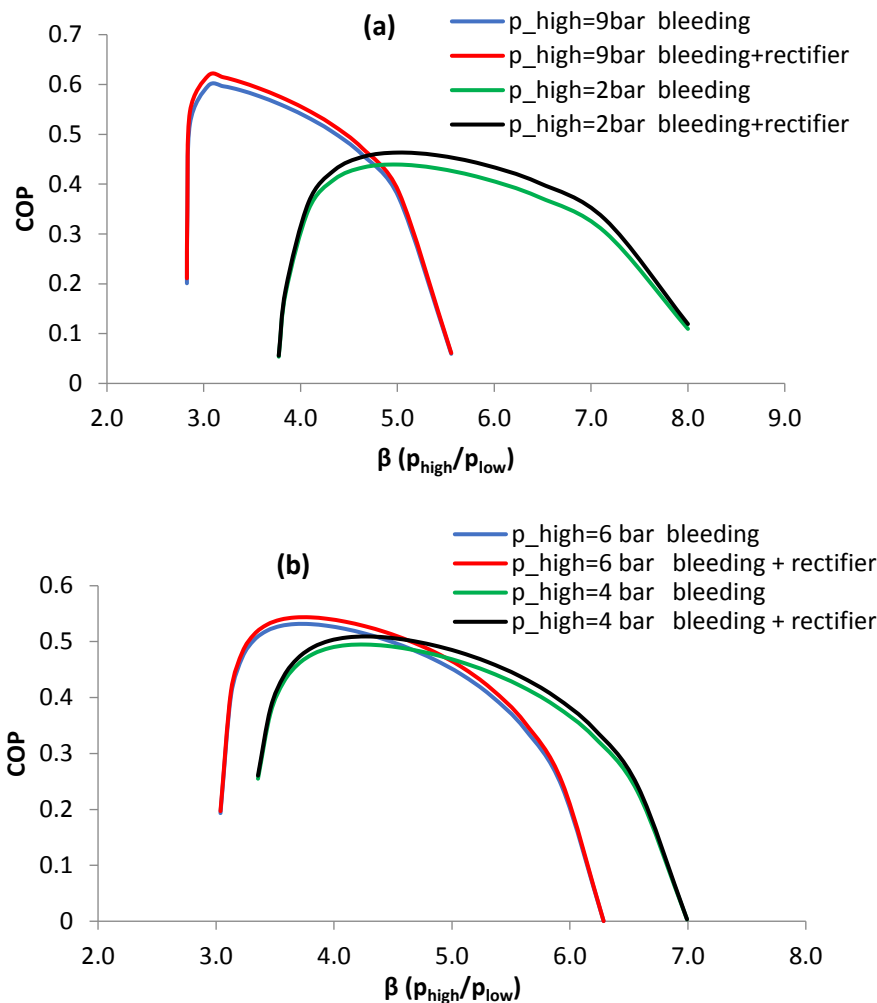 (a)
p_high=9bar bleeding
p_high=9bar bleeding+rectifier
p_high=2bar bleeding
p_high=2bar bleeding+rectifier
0.7
0.6
0.5
0.4
0.3
0.2
0.1
0
COP
2.0 3.0 4.0 5.0 6.0 7.0 8.0 9.0
β (p_high/p_low)
(b)
p_high=6 bar bleeding
p_high=6 bar bleeding + rectifier
p_high=4 bar bleeding
p_high=4 bar bleeding + rectifier
0.6
0.5
0.4
0.3
0.2
0.1
0
COP
2.0 3.0 4.0 5.0 6.0 7.0 8.0
β (p_high/p_low)